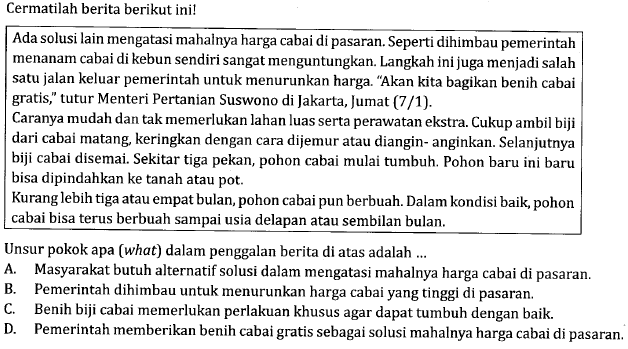 Cermatilah berita berikut ini!
Ada solusi lain mengatasi mahalnya harga cabai di pasaran. Seperti dihimbau pemerintah
menanam cabai di kebun sendiri sangat menguntungkan. Langkah ini juga menjadi salah
satu jalan keluar pemerintah untuk menurunkan harga. "Akan kita bagikan benih cabai
gratis," tutur Menteri Pertanian Suswono di Jakarta, Jumat (7/1).
Caranya mudah dan tak memerlukan lahan luas serta perawatan ekstra. Cukup ambil biji
dari cabai matang, keringkan dengan cara dijemur atau diangin- anginkan. Selanjutnya
biji cabai disemai. Sekitar tiga pekan, pohon cabai mulai tumbuh. Pohon baru ini baru
bisa dipindahkan ke tanah atau pot.
Kurang lebih tiga atau empat bulan, pohon cabai pun berbuah. Dalam kondisi baik, pohon
cabai bisa terus berbuah sampai usia delapan atau sembilan bulan.
Unsur pokok apa (what) dalam penggalan berita di atas adalah ...
A. Masyarakat butuh alternatif solusi dalam mengatasi mahalnya harga cabai di pasaran.
B. Pemerintah dihimbau untuk menurunkan harga cabai yang tinggi di pasaran.
C. Benih biji cabai memerlukan perlakuan khusus agar dapat tumbuh dengan baik.
D. Pemerintah memberikan benih cabai gratis sebagai solusi mahalnya harga cabai di pasaran.